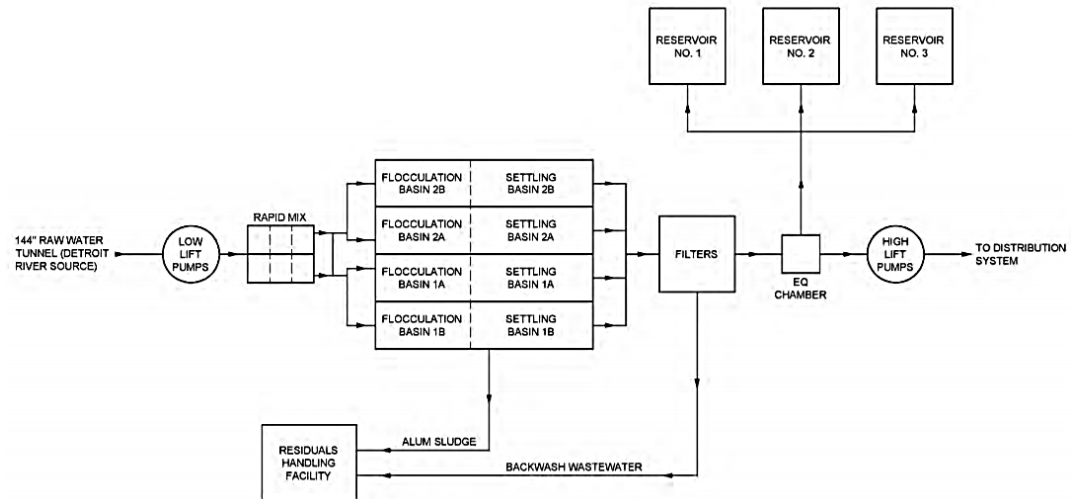 RESERVOIR
NO. 1
RESERVOIR
NO. 2
RESERVOIR
NO. 3
FLOCCULATION
BASIN 2B
SETTLING
BASIN 2B
RAPID MIX
FLOCCULATION
BASIN 2A
SETTLING
BASIN 2A
144" RAW WATER
TUNNEL (DETROIT
RIVER SOURCE)
LOW
LIFT
PUMPS
FLOCCULATION
BASIN 1A
SETTLING
BASIN 1A
FILTERS
EQ
CHAMBER
HIGH
LIFT
PUMPS
TO DISTRIBUTION
SYSTEM
FLOCCULATION
BASIN 1B
SETTLING
BASIN 1B
ALUM SLUDGE
RESIDUALS
HANDLING
FACILITY
BACKWASH WASTEWATER